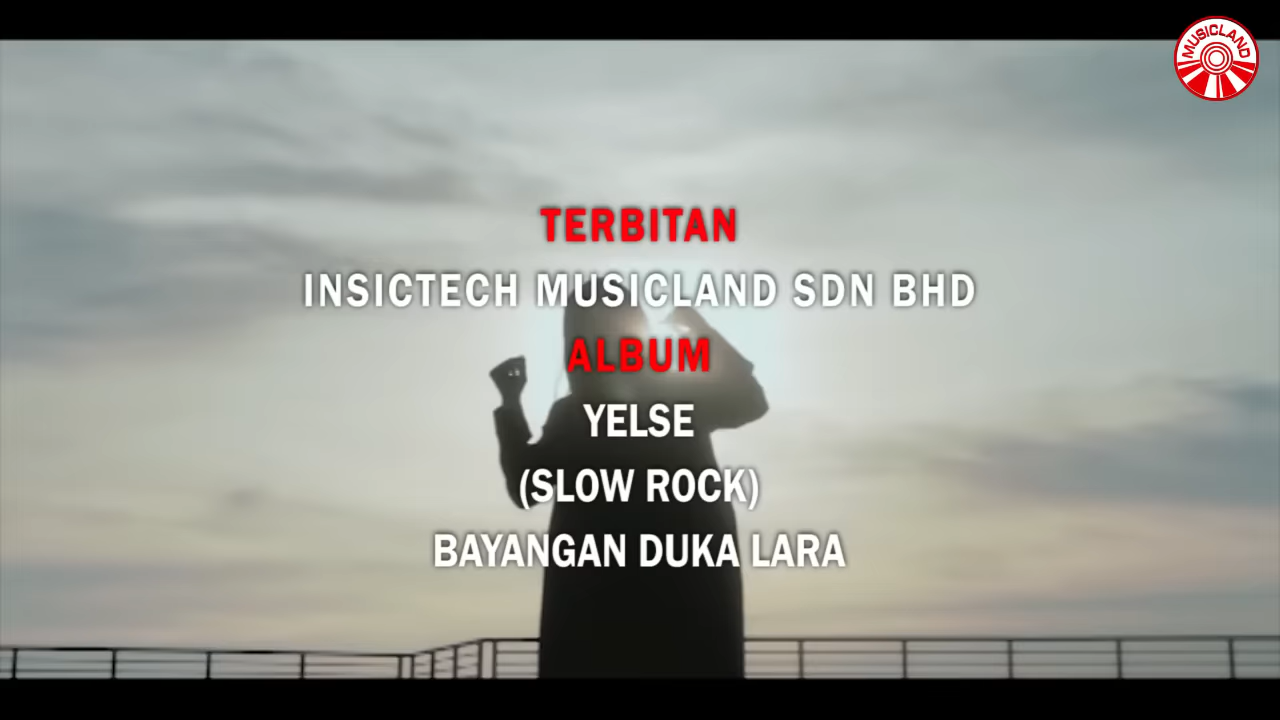 MUSICLAND
TERBITAN
INSICTECH MUSICLAND SDN BHD
ALBUM
YELSE
(SLOW ROCK)
BAYANGAN DUKA LARA